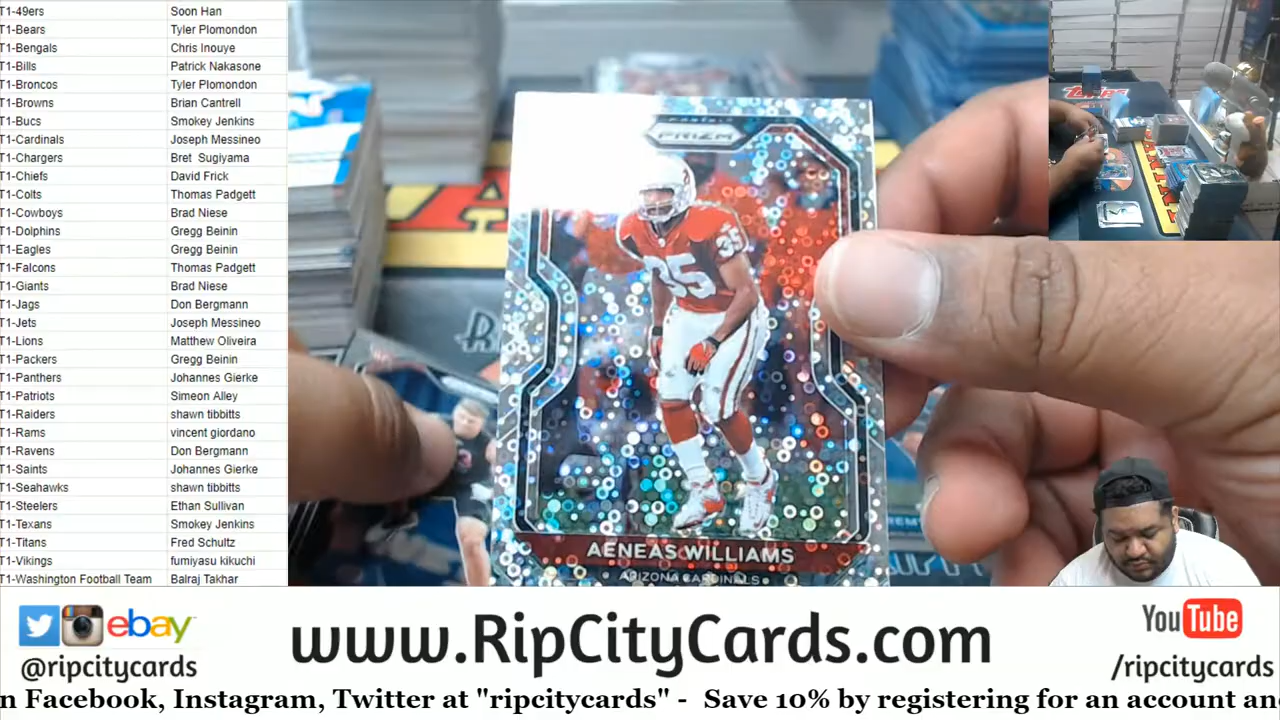 T1-49ers Soon Han
T1-Bears Tyler Plomondon
T1-Bengals Chris Inouye
T1-Bills Patrick Nakasone
T1-Broncos Tyler Plomondon
T1-Browns Brian Cantrell
T1-Bucs Smokey Jenkins
T1-Cardinals Joseph Messineo
T1-Chargers Bret Sugiyama
T1-Chiefs David Frick
T1-Colts Thomas Padgett
T1-Cowboys Brad Niese
T1-Dolphins Gregg Beinin
T1-Eagles Gregg Beinin
T1-Falcons Thomas Padgett
T1-Giants Brad Niese
T1-Jags Don Bergmann
T1-Jets Joseph Messineo
T1-Lions Matthew Oliveira
T1-Packers Gregg Beinin
T1-Panthers Johannes Gierke
T1-Patriots Simeon Alley
T1-Raiders shawn tibbitts
T1-Rams vincent giordano
T1-Ravens Don Bergmann
T1-Saints Johannes Gierke
T1-Seahawks shawn tibbitts
T1-Steelers Ethan Sullivan
T1-Texans Smokey Jenkins
T1-Titans Fred Schultz
T1-Vikings fumiyasu kikuchi
T1-Washington Football Team Balraj Takhar
PRIZM
35
35
AENEAS WILLIAMS
ARIZONA CARDINALS
ebay
@ripcitycards
www.RipCityCards.com
YouTube
/ripcitycards
n Facebook, Instagram, Twitter at "ripcitycards" - Save 10% by registering for an account an